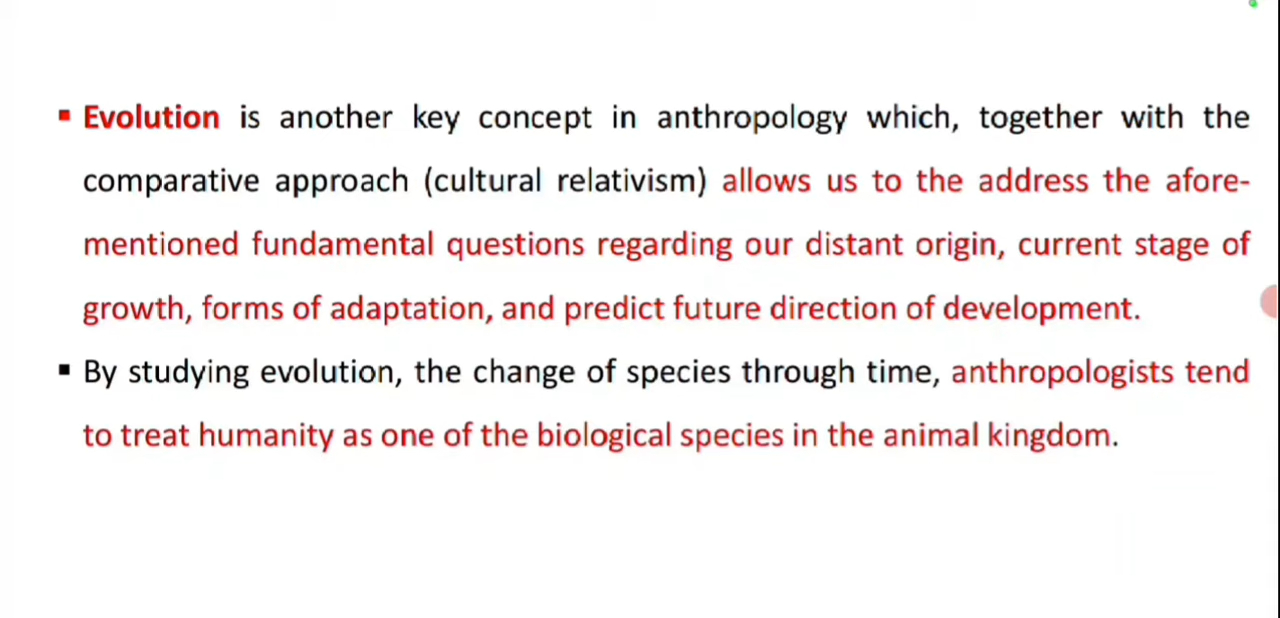 ▪ Evolution is another key concept in anthropology which, together with the
comparative approach (cultural relativism) allows us to the address the afore-
mentioned fundamental questions regarding our distant origin, current stage of
growth, forms of adaptation, and predict future direction of development.
▪ By studying evolution, the change of species through time, anthropologists tend
to treat humanity as one of the biological species in the animal kingdom.